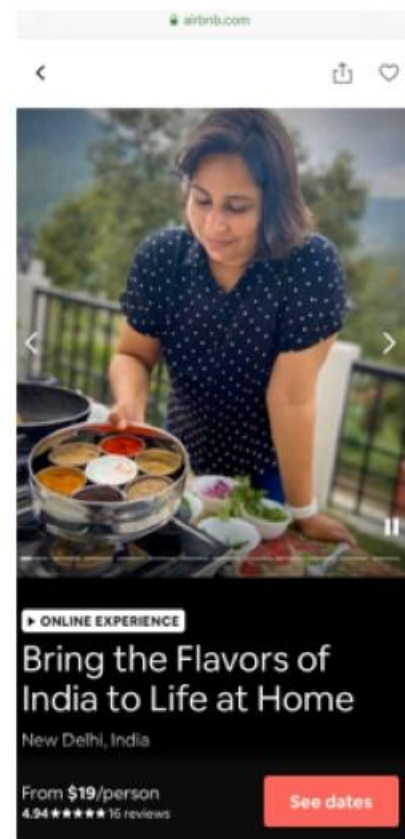 airbnb.com
ONLINE EXPERIENCE
Bring the Flavors of
India to Life at Home
New Delhi, India
From $19/person
4.94★★★★★16 reviews
See dates